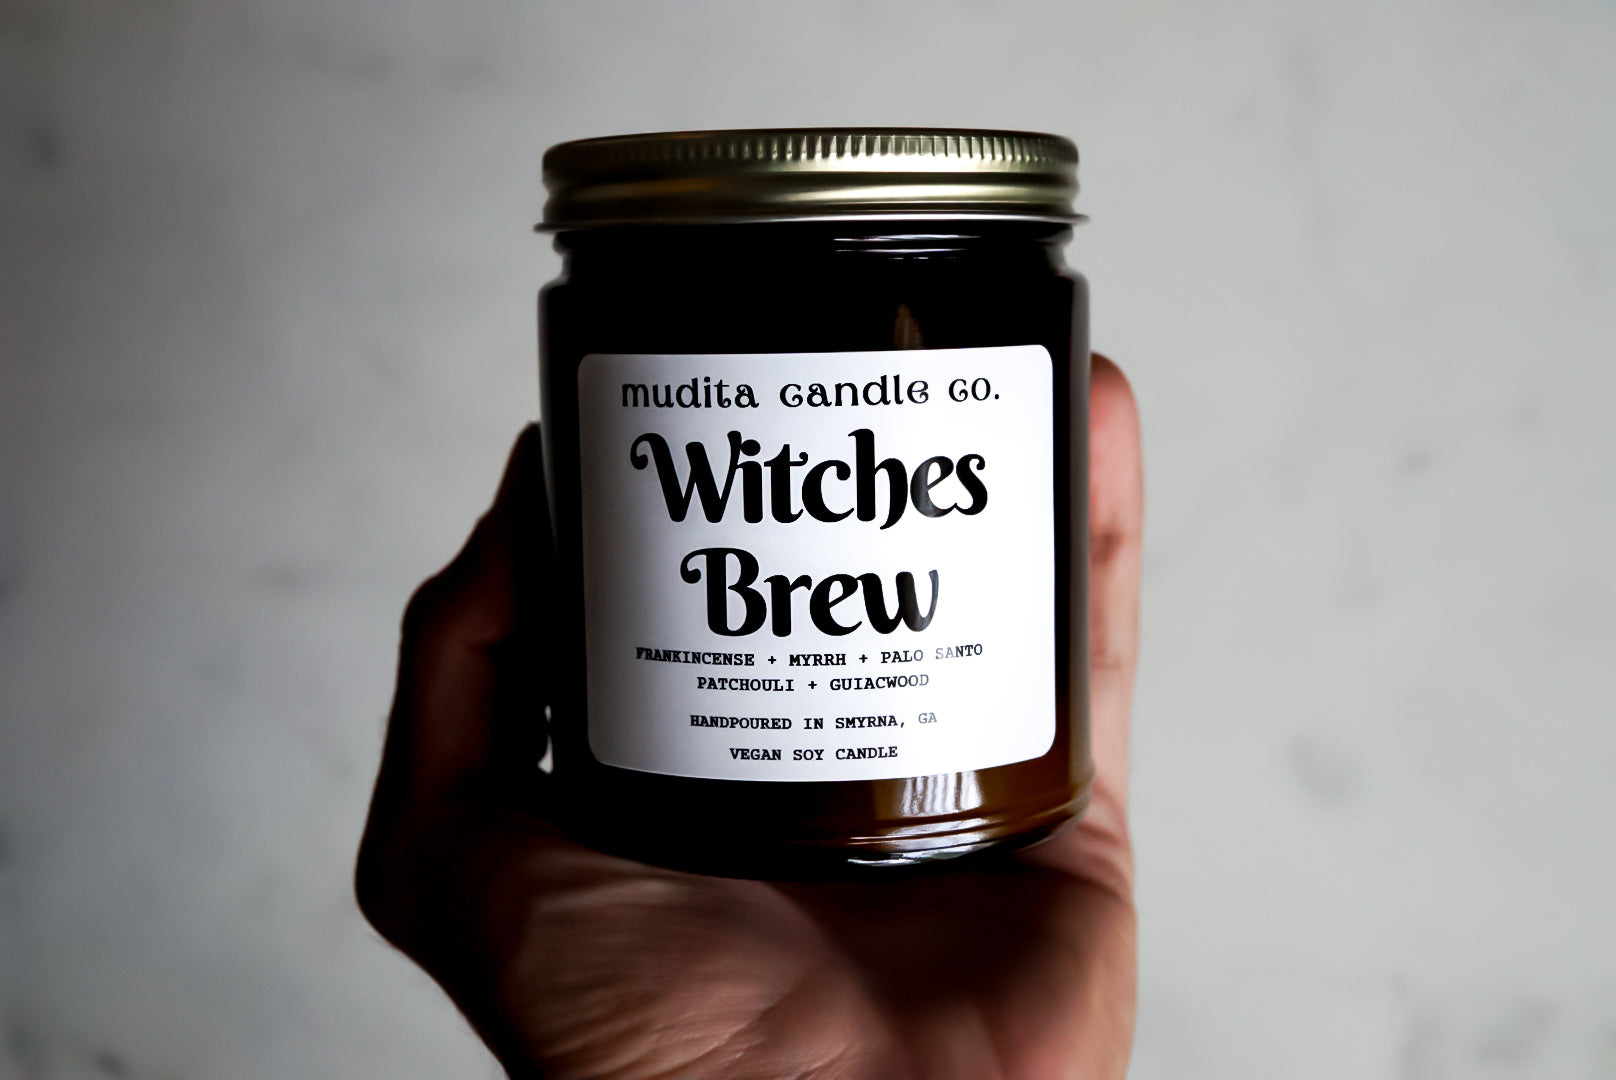 mudita candle co.
Witches
Brew
FRANKINCENSE + MYRRH + PALO SANTO
PATCHOULI + GUIACWOOD
HANDPOURED IN SMYRNA, GA
VEGAN SOY CANDLE